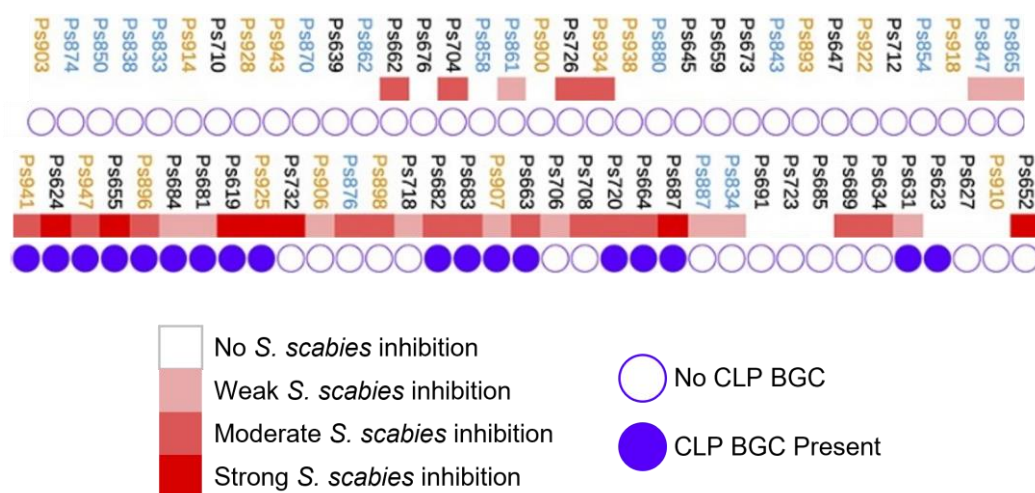 Ps903 Ps874 Ps850 Ps838 Ps833 Ps914 Ps710 Ps928 Ps943 Ps870 Ps639 Ps862 Ps662 Ps676 Ps704 Ps858 Ps861 Ps900 Ps726 Ps934 Ps938 Ps880 Ps645 Ps659 Ps673 Ps843 Ps893 Ps647 Ps922 Ps712 Ps854 Ps918 Ps847 Ps865
Ps941 Ps624 Ps947 Ps655 Ps896 Ps684 Ps681 Ps619 Ps925 Ps732 Ps906 Ps876 Ps898 Ps718 Ps682 Ps683 Ps907 Ps663 Ps706 Ps708 Ps720 Ps664 Ps687 Ps887 Ps834 Ps691 Ps723 Ps685 Ps689 Ps634 Ps631 Ps623 Ps627 Ps910 Ps652
No S. scabies inhibition
Weak S. scabies inhibition
Moderate S. scabies inhibition
Strong S. scabies inhibition
No CLP BGC
CLP BGC Present